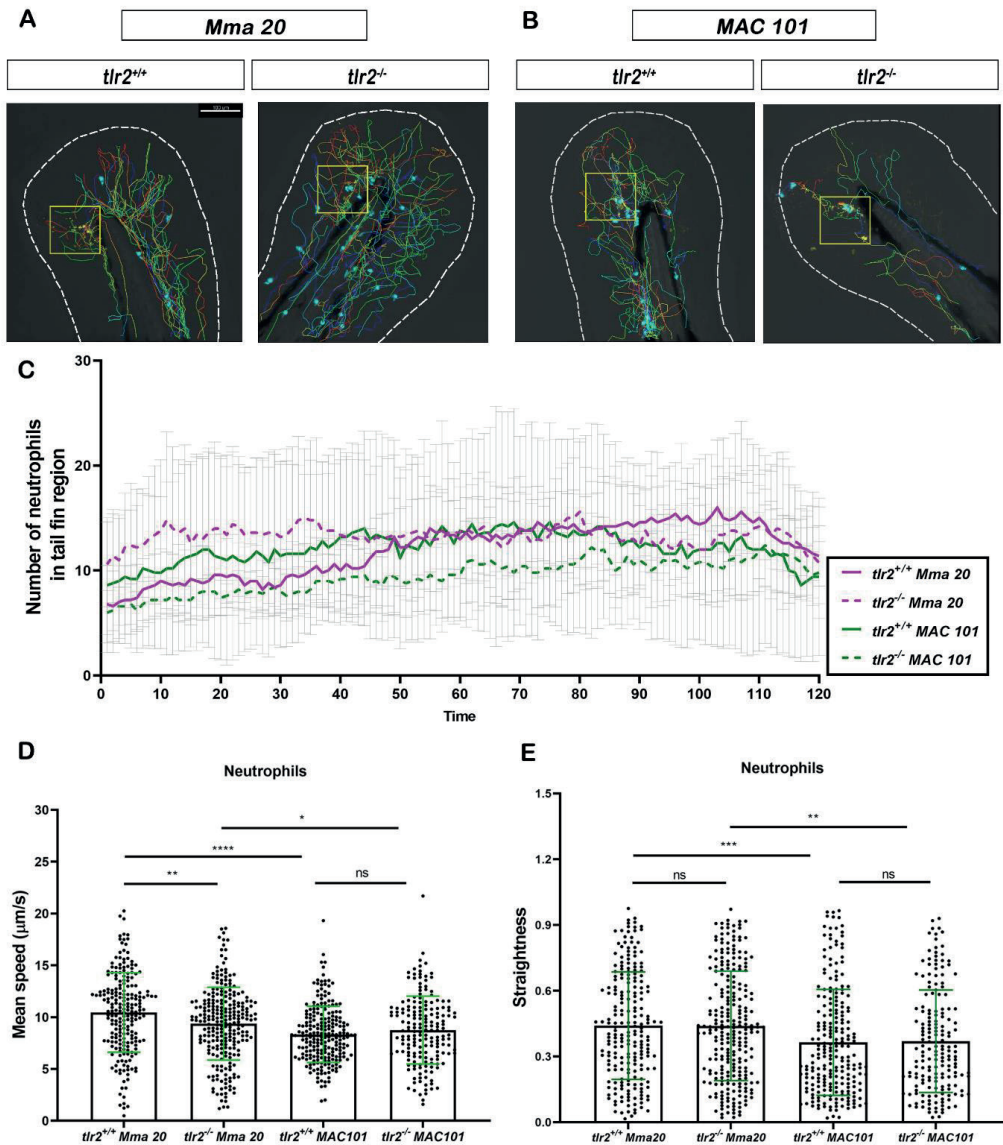 A
Mma 20
B
MAC 101
tlr2+/+
tlr2-/-
tlr2+/+
tlr2-/-
C
30
20
10
0
Number of neutrophils
in tail fin region
0 10 20 30 40 50 60 70 80 90 100 110 120
Time
tlr2+/+ Mma 20
tlr2-/- Mma 20
tlr2+/+ MAC 101
tlr2-/- MAC 101
D
Neutrophils
30
25
20
15
10
5
0
Mean speed (μm/s)
*
****
**
ns
tlr2+/+ Mma 20 tlr2-/- Mma 20 tlr2+/+ MAC101 tlr2-/- MAC101
E
Neutrophils
1.5
1.2
0.9
0.6
0.3
0.0
Straightness
**
***
ns
ns
tlr2+/+ Mma20 tlr2-/- Mma20 tlr2+/+ MAC101 tlr2-/- MAC101